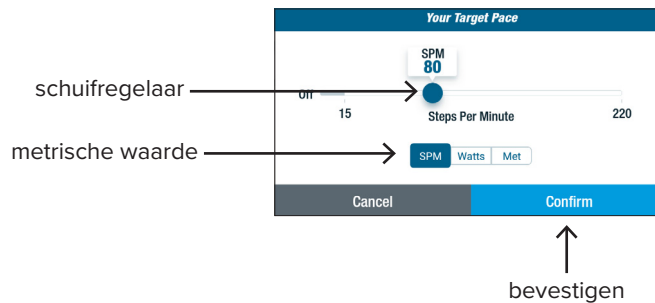 Your Target Pace
SPM
80
schuifregelaar
Off
15
Steps Per Minute
220
metrische waarde
SPM Watts Met
Cancel
Confirm
bevestigen